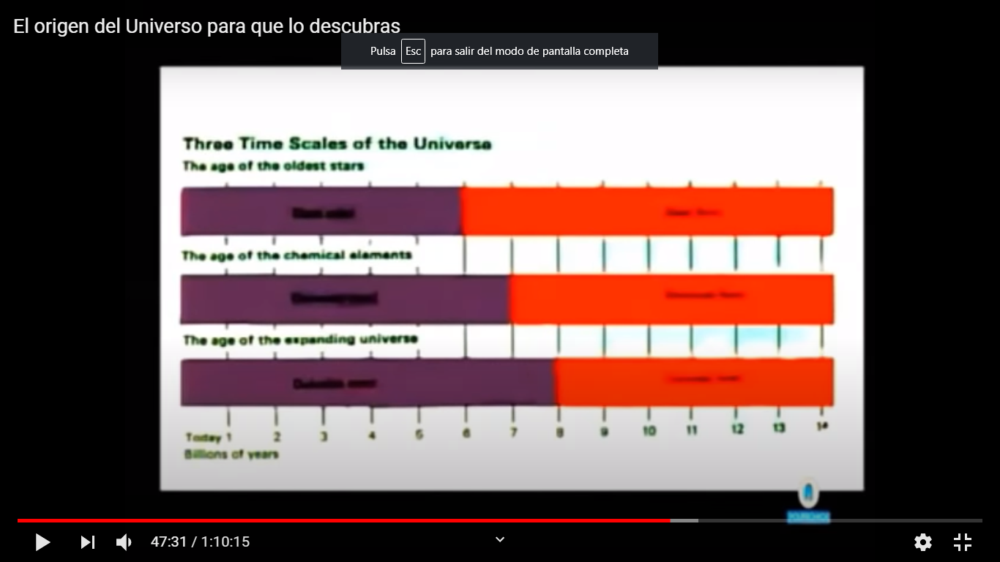 El origen del Universo para que lo descubras
Pulsa Esc para salir del modo de pantalla completa
Three Time Scales of the Universe
The age of the oldest stars
The age of the chemical elements
The age of the expanding universe
Today 1 2 3 4 5 6 7 8 9 10 11 12 13 14
Billions of years
47:31 / 1:10:15